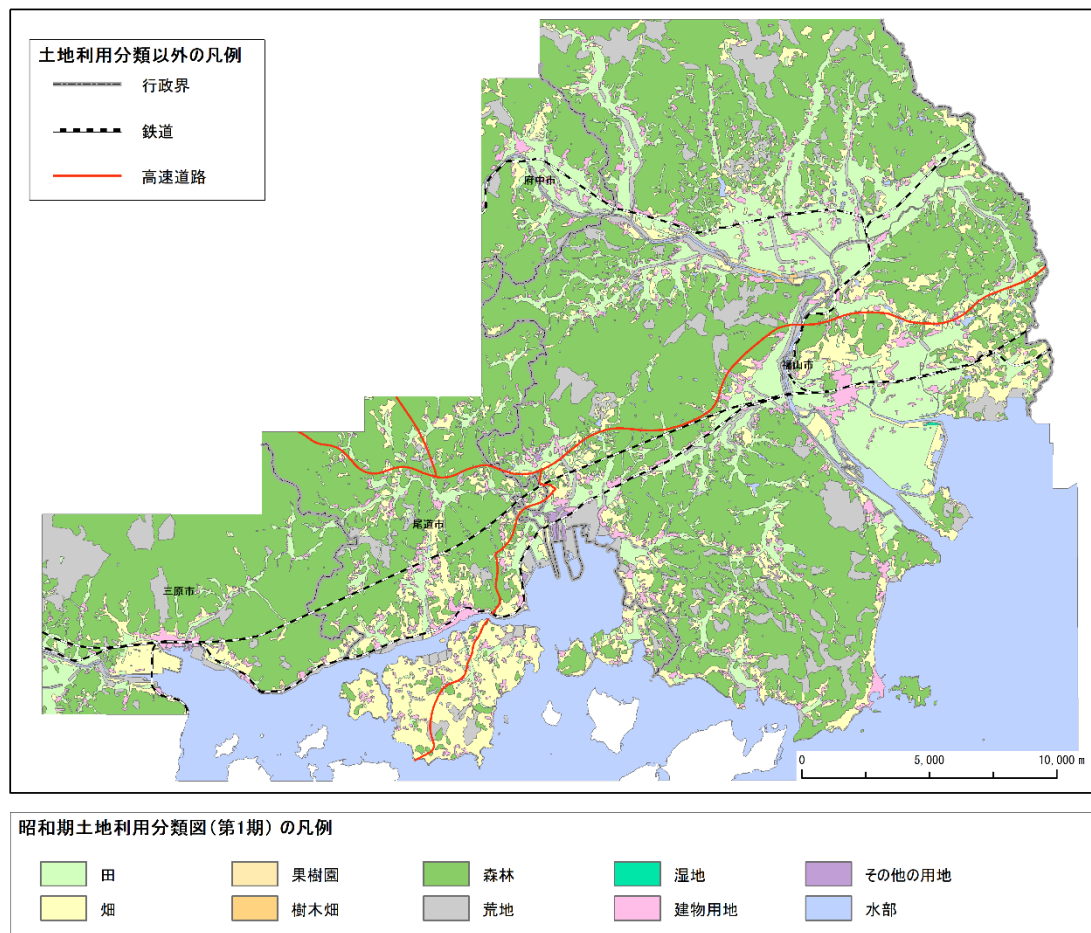 土地利用分類以外の凡例
行政界
鉄道
高速道路
府中市
福山市
尾道市
三原市
0 5,000 10,000 m
昭和期土地利用分類図(第1期)の凡例
田 果樹園 森林 湿地 その他の用地
畑 樹木畑 荒地 建物用地 水部